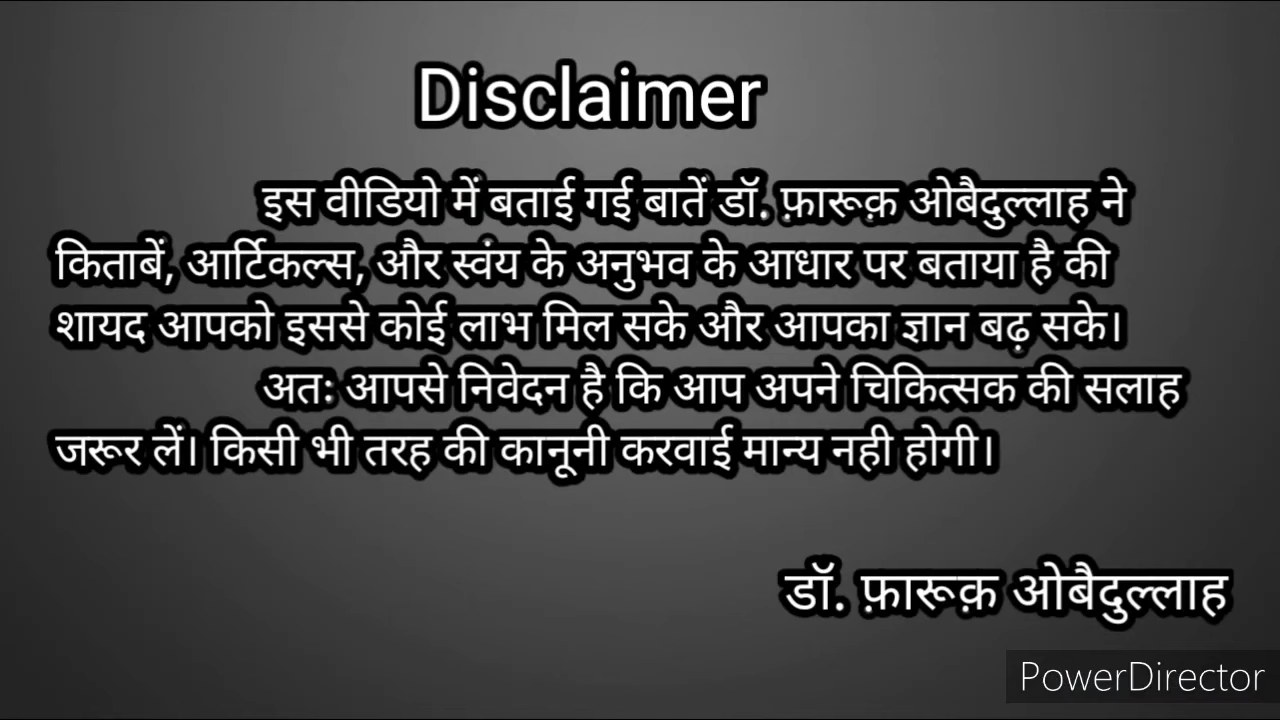 Disclaimer
इस वीडियो में बताई गई बातें डॉ. फ़ारूक़ ओबैदुल्लाह ने
किताबें, आर्टिकल्स, और स्वंय के अनुभव के आधार पर बताया है की
शायद आपको इससे कोई लाभ मिल सके और आपका ज्ञान बढ़ सके।
अतः आपसे निवेदन है कि आप अपने चिकित्सक की सलाह
जरूर लें। किसी भी तरह की कानूनी करवाई मान्य नही होगी।
डॉ. फ़ारूक़ ओबैदुल्लाह
PowerDirector